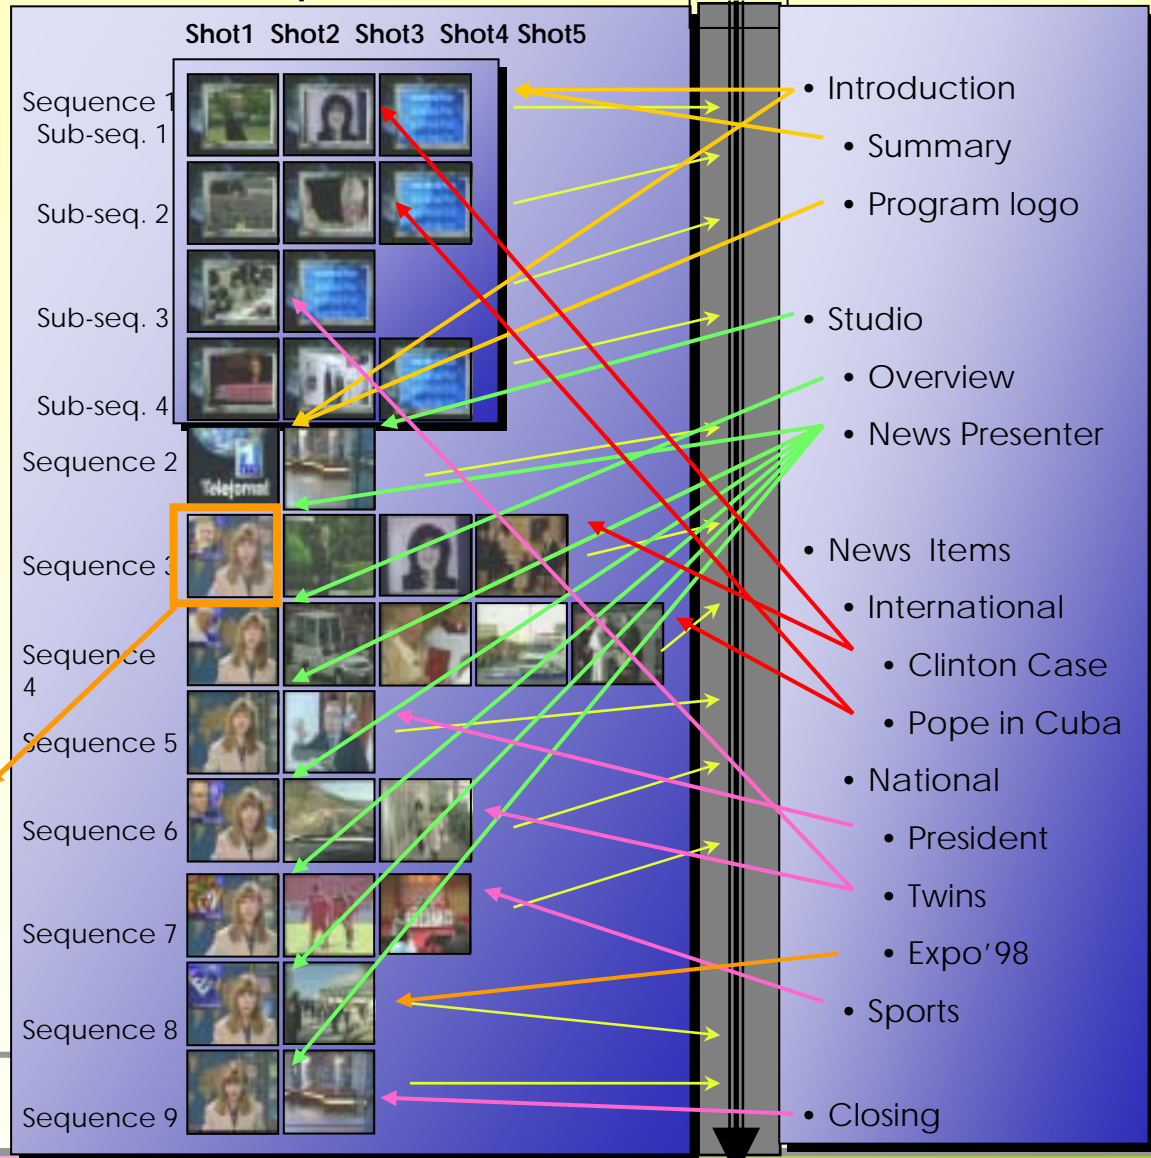 Shot1 Shot2 Shot3 Shot4 Shot5
Sequence 1
Sub-seq. 1
Sub-seq. 2
Sub-seq. 3
Sub-seq. 4
Sequence 2
Telejornal
Sequence 3
Sequence
4
Sequence 5
Sequence 6
Sequence 7
Sequence 8
Sequence 9
• Introduction
• Summary
• Program logo
• Studio
• Overview
• News Presenter
• News Items
• International
• Clinton Case
• Pope in Cuba
• National
• President
• Twins
• Expo'98
• Sports
• Closing